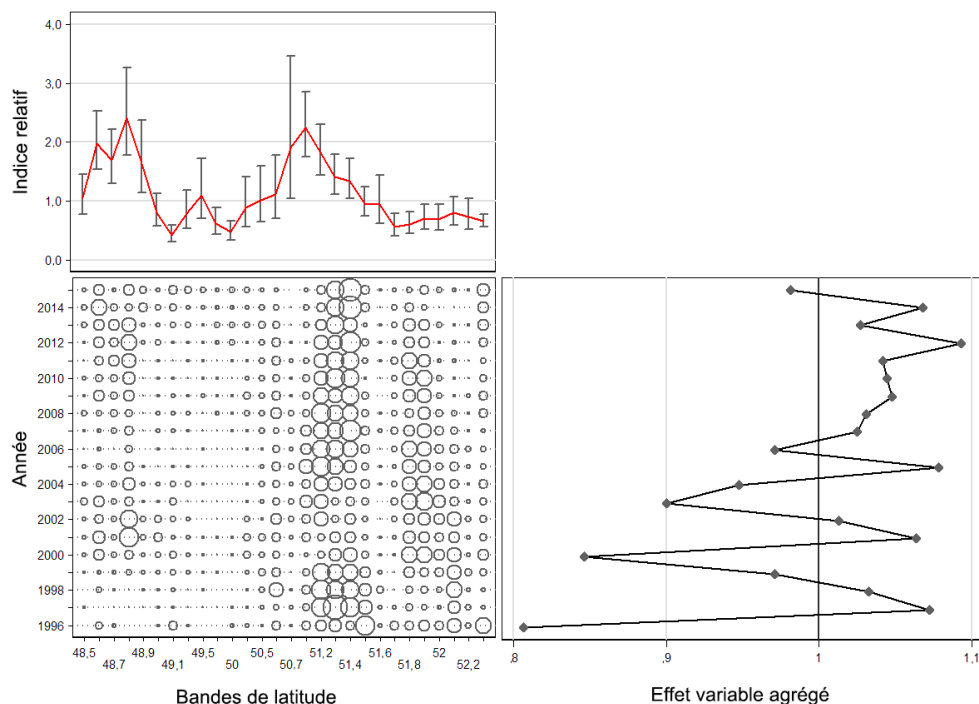 4,0
3,0
2,0
1,0
0,0
Indice relatif
2014
2012
2010
2008
2006
2004
2002
2000
1998
1996
Année
48,5 48,9 49,5 50,5 51,2 51,6 52
48,7 49,1 50 50,7 51,4 51,8 52,2
Bandes de latitude
,8 ,9 1 1,1
Effet variable agrégé